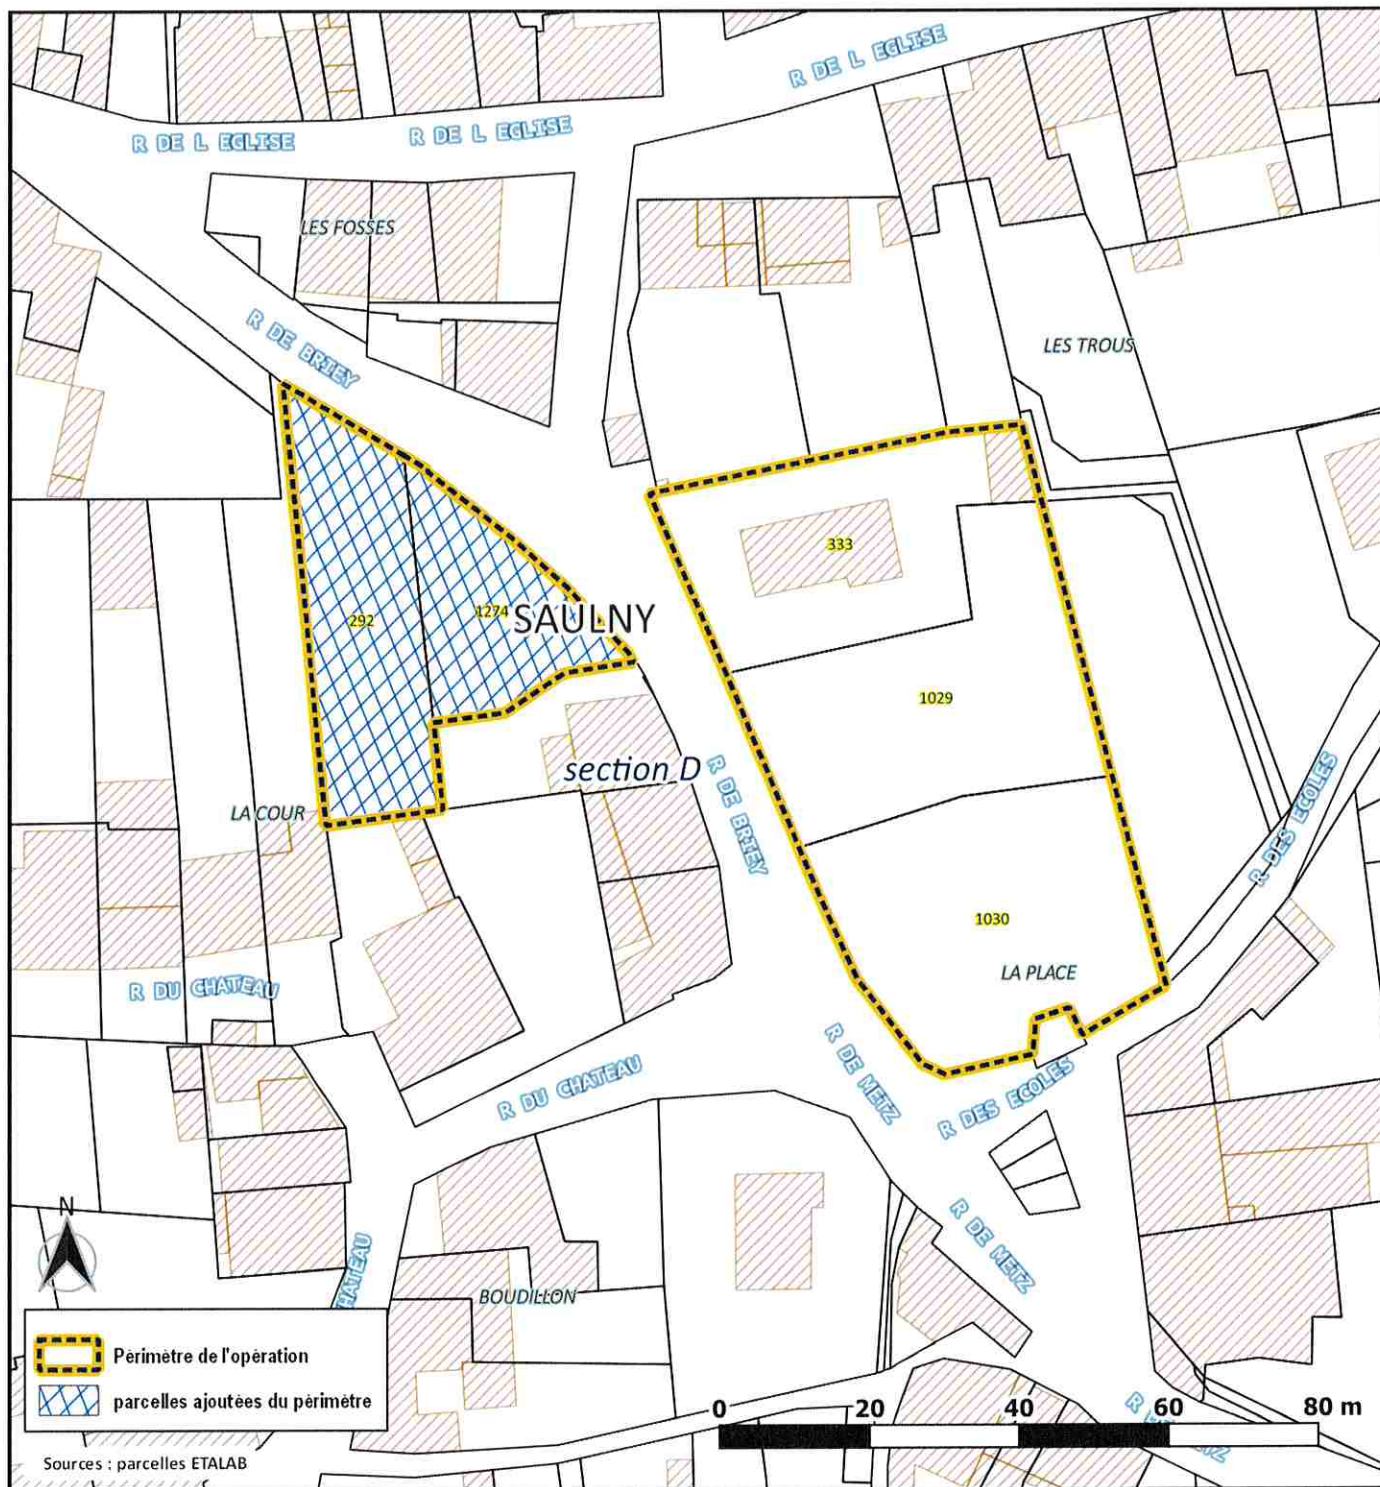 R DE L EGLISE
R DE L EGLISE
R DE L EGLISE
LES FOSSES
R DE BRIEY
LES TROUS
333
292
1274
SAULNY
1029
section D
R DE BRIEY
LA COUR
R DES ECOLES
1030
LA PLACE
R DU CHATEAU
R DE METZ
R DU CHATEAU
R DES ECOLES
R DE METZ
N
HATEAU
BOUDILLON
Périmètre de l'opération
parcelles ajoutées du périmètre
0 20 40 60 80 m
Sources : parcelles ETALAB